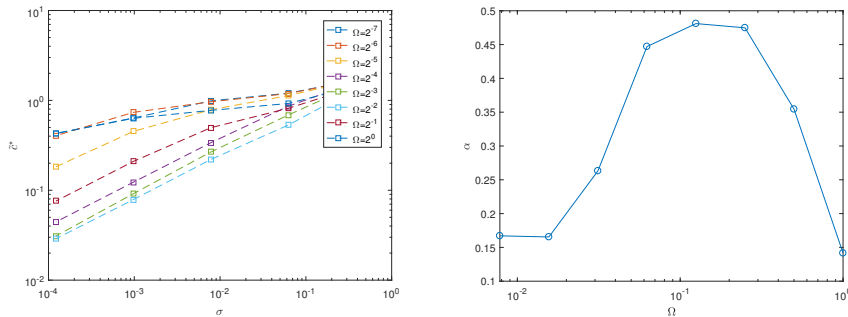 10¹
10⁰
10⁻¹
10⁻²
c̃*
10⁻⁴
10⁻³
10⁻²
10⁻¹
10⁰
σ
Ω=2⁻⁷
Ω=2⁻⁶
Ω=2⁻⁵
Ω=2⁻⁴
Ω=2⁻³
Ω=2⁻²
Ω=2⁻¹
Ω=2⁰
0.5
0.45
0.4
0.35
0.3
0.25
0.2
0.15
0.1
α
10⁻²
10⁻¹
10⁰
Ω